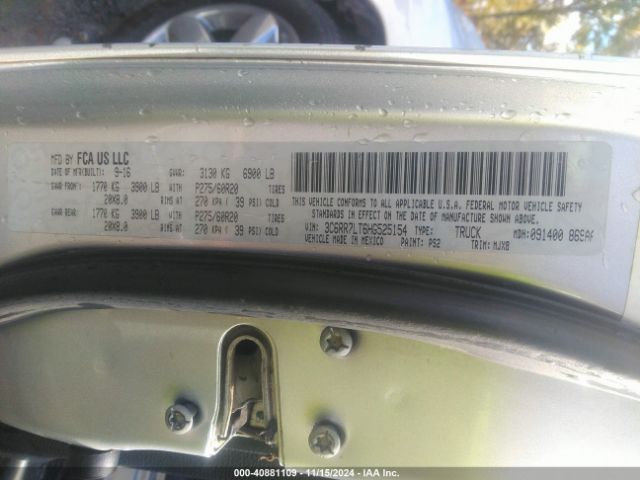 MFD BY FCA US LLC
DATE OF MFR(BUILT): 9-16 GVWR: 3130 KG 6900 LB
GAWR FRONT: 1770 KG 3900 LB WITH P275/60R20 TIRES
20X8.0 RIMS AT 270 KPA ( 39 PSI) COLD
GAWR REAR: 1770 KG 3900 LB WITH P275/60R20 TIRES
20X8.0 RIMS AT 270 KPA ( 39 PSI) COLD
THIS VEHICLE CONFORMS TO ALL APPLICABLE U.S.A. FEDERAL MOTOR VEHICLE SAFETY
STANDARDS IN EFFECT ON THE DATE OF MANUFACTURE SHOWN ABOVE.
VIN: 3C6RR7LT6HG525154 TYPE: TRUCK MDH: 091400
VEHICLE MADE IN MEXICO PAINT: PS2 TRIM: MJX8
000-40881109 - 11/15/2024 - IAA Inc.